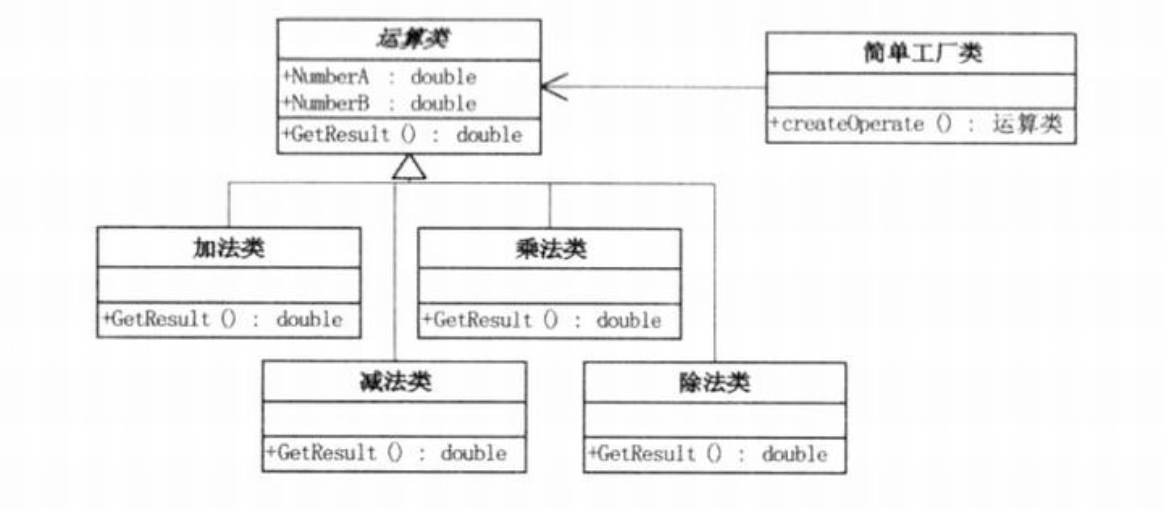 运算类
+NumberA : double
+NumberB : double
+GetResult () : double
简单工厂类
+createOperate () : 运算类
加法类
+GetResult () : double
乘法类
+GetResult () : double
减法类
+GetResult () : double
除法类
+GetResult () : double